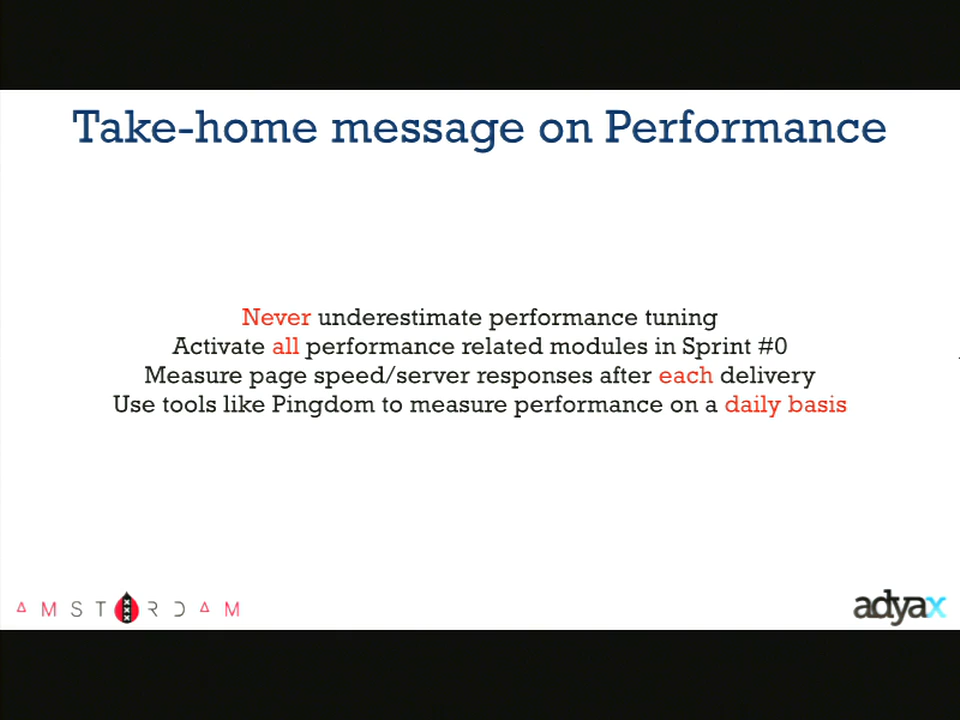 Take-home message on Performance
Never underestimate performance tuning
Activate all performance related modules in Sprint #0
Measure page speed/server responses after each delivery
Use tools like Pingdom to measure performance on a daily basis
AMSTERDAM
adyax